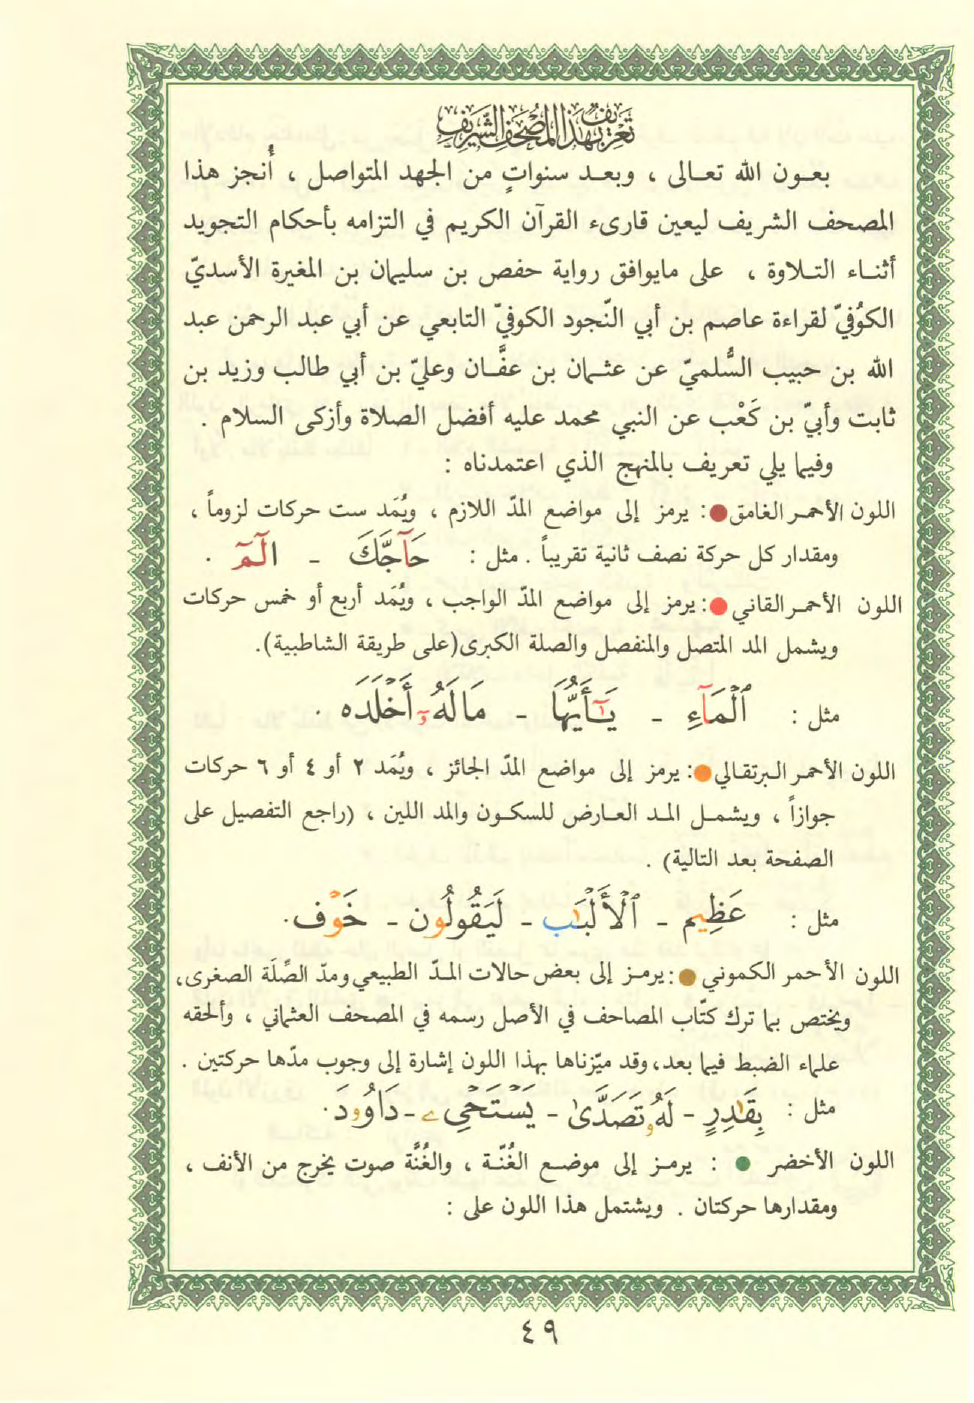 تعريف بهذا المصحف الشريف
بعون الله تعالى ، وبعد سنواتٍ من الجهد المتواصل ، أُنجز هذا
المصحف الشريف ليعين قارىء القرآن الكريم في التزامه بأحكام التجويد
أثناء التلاوة ، على مايوافق رواية حفص بن سليمان بن المغيرة الأسديّ
الكوُفيّ لقراءة عاصم بن أبي النّجود الكوفيّ التابعي عن أبي عبد الرحمن عبد
الله بن حبيب السُّلميّ عن عثمان بن عفَّان وعليّ بن أبي طالب وزيد بن
ثابت وأبيّ بن كَعْب عن النبي محمد عليه أفضل الصلاة وأزكى السلام .
وفيما يلي تعريف بالمنهج الذي اعتمدناه :
اللون الأحمر الغامق●: يرمز إلى مواضع المدّ اللازم ، ويُمَد ست حركات لزوماً ،
ومقدار كل حركة نصف ثانية تقريباً . مثل : حَآجَّكَ - الٓمٓ .
اللون الأحمر القاني●: يرمز إلى مواضع المدّ الواجب ، ويُمَد أربع أو خمس حركات
ويشمل المد المتصل والمنفصل والصلة الكبرى(على طريقة الشاطبية).
مثل : ٱلْمَآءِ - يَٰٓأَيُّهَا - مَالَهُۥٓ أَخْلَدَه .
اللون الأحمر البرتقالي●: يرمز إلى مواضع المدّ الجائز ، ويُمَد ٢ أو ٤ أو ٦ حركات
جوازاً ، ويشمل المد العارض للسكون والمد اللين ، (راجع التفصيل على
الصفحة بعد التالية) .
مثل : عَظِيم - ٱلْأَلْبَٰب - لَيَقُولُون - خَوْف .
اللون الأحمر الكموني●: يرمز إلى بعض حالات المدّ الطبيعي ومدّ الصِّلَة الصغرى،
ويختص بما ترك كتّاب المصاحف في الأصل رسمه في المصحف العثماني ، وألحقه
علماء الضبط فيما بعد، وقد ميّزناها بهذا اللون إشارة إلى وجوب مدّها حركتين .
مثل : بِقَٰدِرٍ - لَهُۥ تَصَدَّىٰ - يَسْتَحْىِۦ - دَاوُۥدَ .
اللون الأخضر ● : يرمز إلى موضع الغُنّة ، والغُنَّة صوت يخرج من الأنف ،
ومقدارها حركتان . ويشتمل هذا اللون على :
٤٩